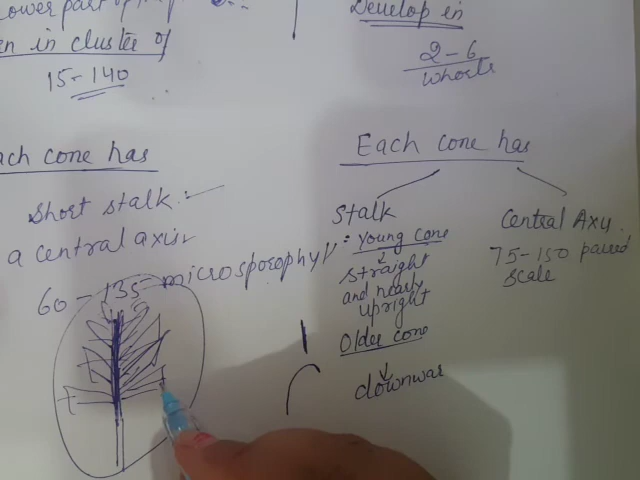 ower part of
en in cluster of
15-140
ach cone has
Short stalk :-
a central axis
60-135 microsporophyll
Develop in
2-6
whorls
Each cone has
Stalk
: Young cone
straight
and nearly
upright
Older cone
downwar
Central Axis
75-150 paired
scale